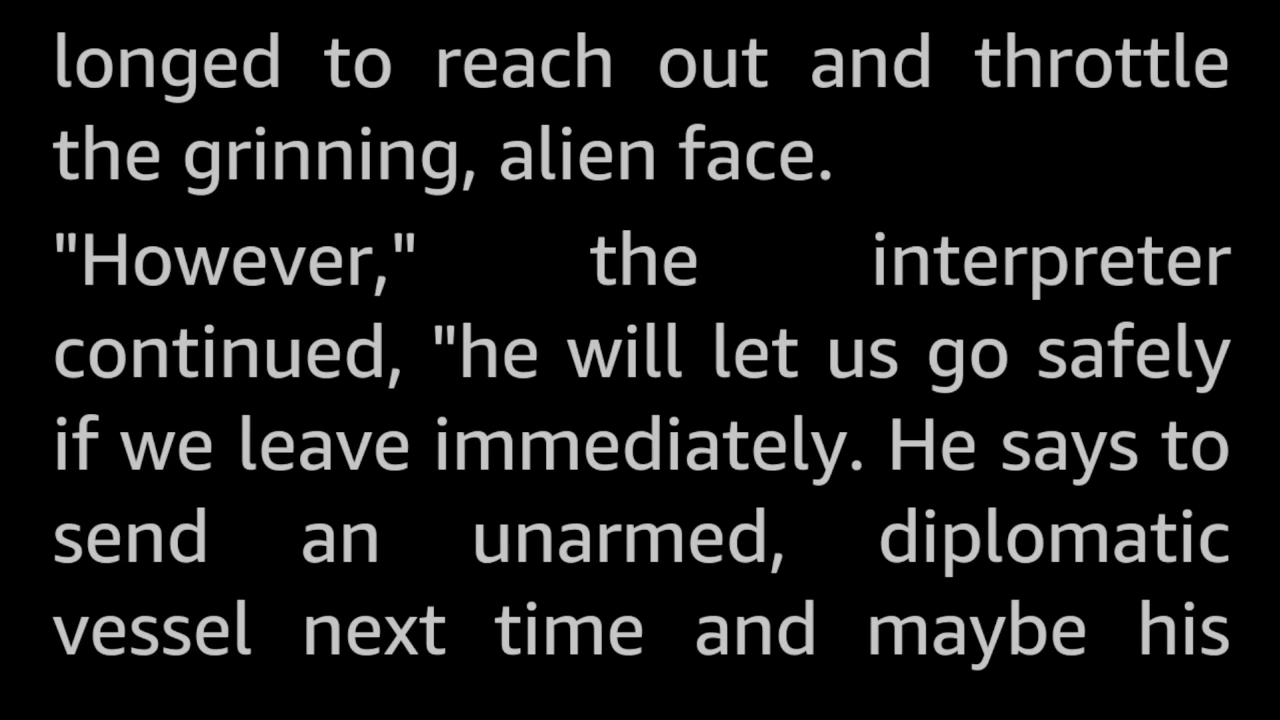 longed to reach out and throttle
the grinning, alien face.
"However," the interpreter
continued, "he will let us go safely
if we leave immediately. He says to
send an unarmed, diplomatic
vessel next time and maybe his